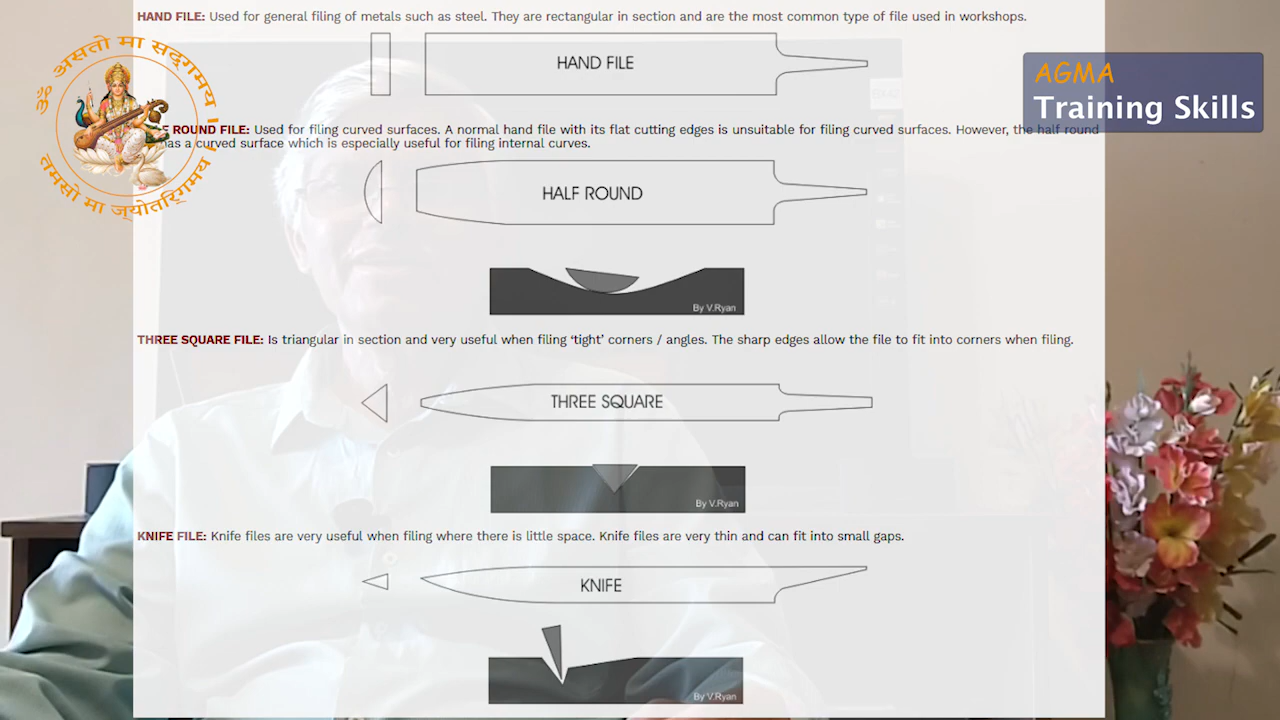 HAND FILE: Used for general filing of metals such as steel. They are rectangular in section and are the most common type of file used in workshops.
HAND FILE
ॐ असतो मा सद्गमय ।
तमसो मा ज्योतिर्गमय ।
AGMA
Training Skills
ROUND FILE: Used for filing curved surfaces. A normal hand file with its flat cutting edges is unsuitable for filing curved surfaces. However, the half round
has a curved surface which is especially useful for filing internal curves.
HALF ROUND
By V.Ryan
THREE SQUARE FILE: Is triangular in section and very useful when filing ‘tight’ corners / angles. The sharp edges allow the file to fit into corners when filing.
THREE SQUARE
By V.Ryan
KNIFE FILE: Knife files are very useful when filing where there is little space. Knife files are very thin and can fit into small gaps.
KNIFE
By V.Ryan